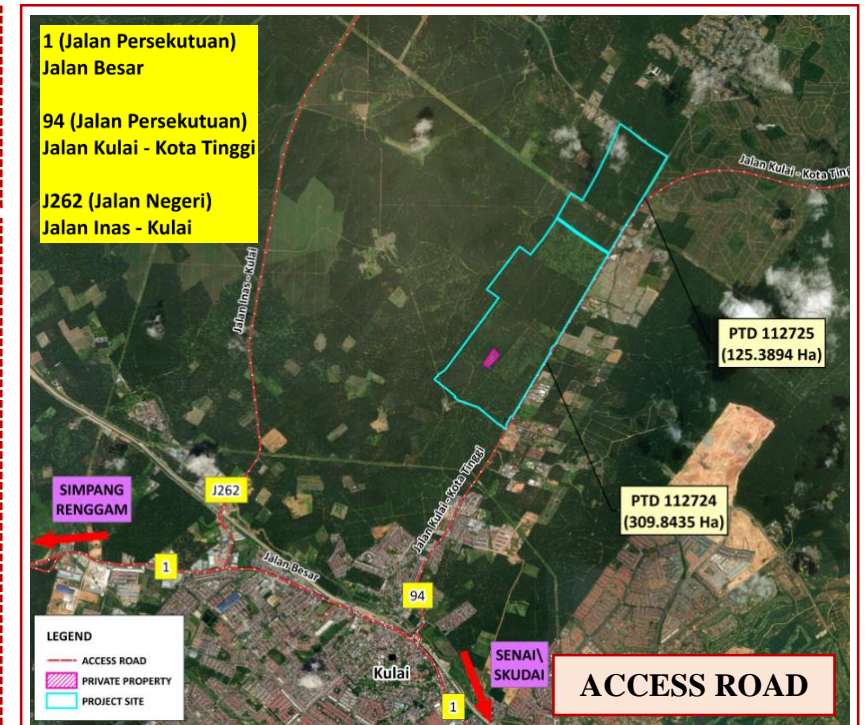 1 (Jalan Persekutuan)
Jalan Besar
94 (Jalan Persekutuan)
Jalan Kulai - Kota Tinggi
J262 (Jalan Negeri)
Jalan Inas - Kulai
Jalan Kulai - Kota Tingg
Jalan Inas - Kulai
PTD 112725
(125.3894 Ha)
PTD 112724
(309.8435 Ha)
Jalan Kulai - Kota Tinggi
SIMPANG
RENGGAM
J262
1
Jalan Besar
94
Kulai
SENAI\
SKUDAI
1
LEGEND
ACCESS ROAD
PRIVATE PROPERTY
PROJECT SITE
ACCESS ROAD